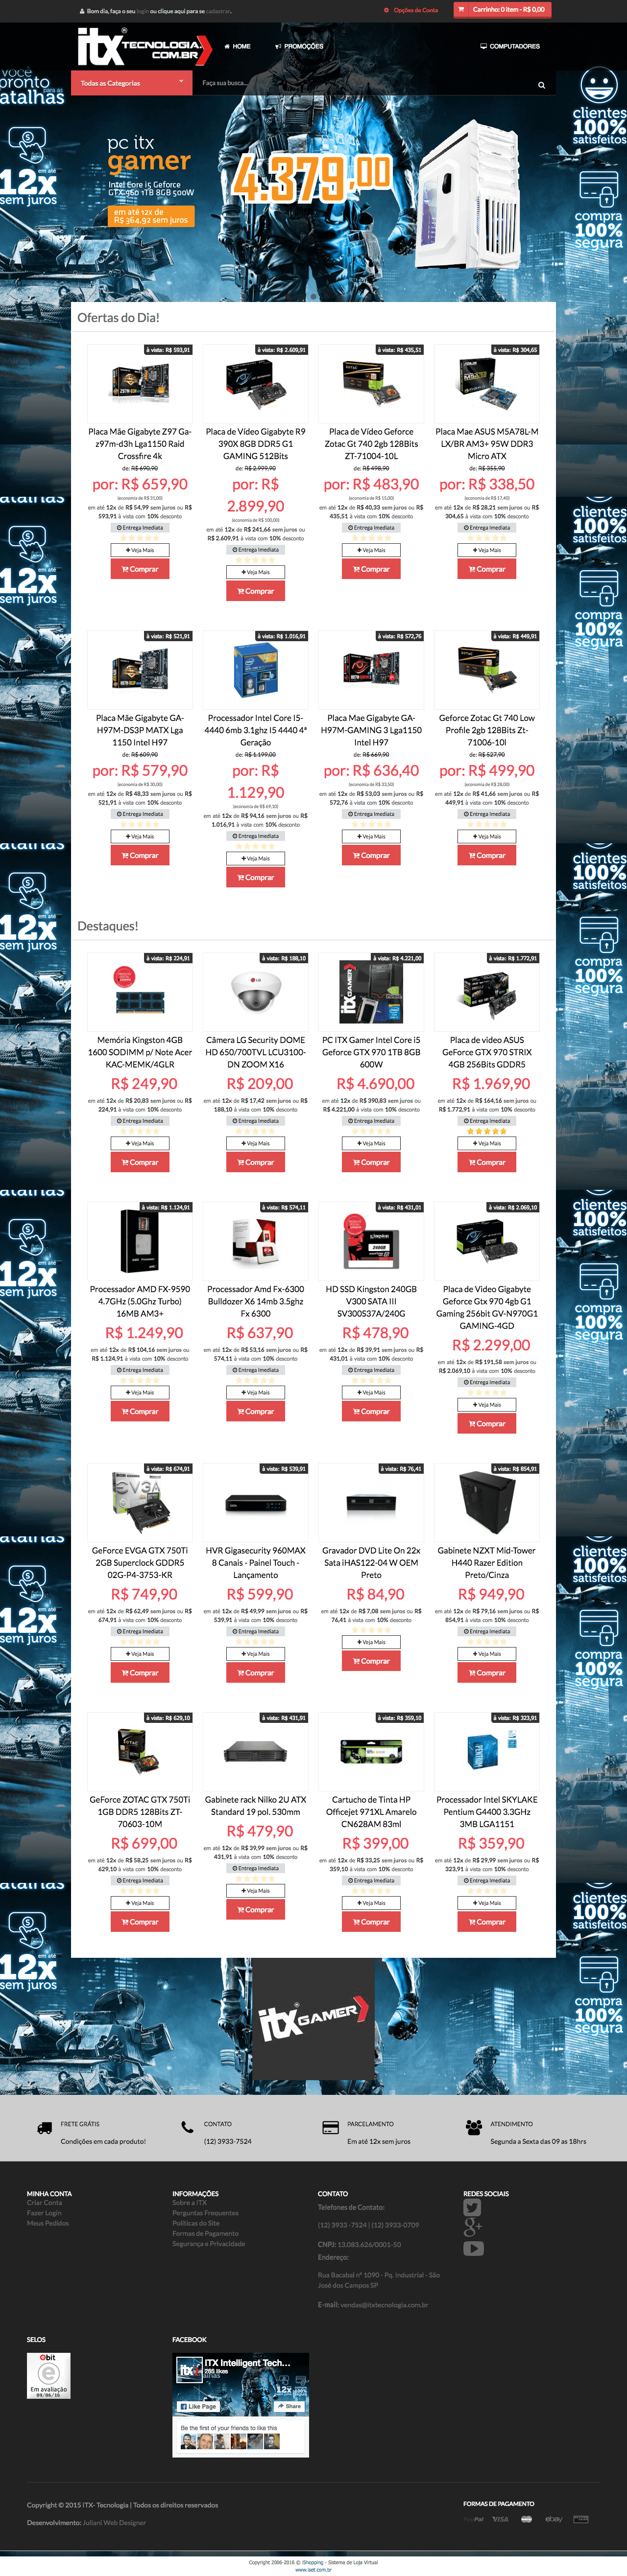 Bom dia, faça o seu login ou clique aqui para se cadastrar.
Opções de Conta
Carrinho: 0 item - R$ 0,00
itx TECNOLOGIA.COM.BR
HOME
PROMOÇÕES
COMPUTADORES
Todas as Categorias
Faça sua busca...
você
pronto
para as
batalhas
em até
12x
sem juros
clientes
100%
satisfeitos
compra
100%
segura
pc itx
gamer
Intel Core i5 Geforce
GTX 960 1TB 8GB 500W
em até 12x de
R$ 364,92 sem juros
4.379,00
Ofertas do Dia!
à vista: R$ 593,91
à vista: R$ 2.609,91
à vista: R$ 435,51
à vista: R$ 304,65
Placa Mãe Gigabyte Z97 Ga-z97m-d3h Lga1150 Raid Crossfire 4k
de: R$ 690,90
por: R$ 659,90
(economia de R$ 31,00)
em até 12x de R$ 54,99 sem juros ou R$ 593,91 à vista com 10% desconto
Entrega Imediata
Veja Mais
Comprar
Placa de Vídeo Gigabyte R9 390X 8GB DDR5 G1 GAMING 512Bits
de: R$ 2.999,90
por: R$ 2.899,90
(economia de R$ 100,00)
em até 12x de R$ 241,66 sem juros ou R$ 2.609,91 à vista com 10% desconto
Entrega Imediata
Veja Mais
Comprar
Placa de Vídeo Geforce Zotac Gt 740 2gb 128Bits ZT-71004-10L
de: R$ 498,90
por: R$ 483,90
(economia de R$ 15,00)
em até 12x de R$ 40,33 sem juros ou R$ 435,51 à vista com 10% desconto
Entrega Imediata
Veja Mais
Comprar
Placa Mae ASUS M5A78L-M LX/BR AM3+ 95W DDR3 Micro ATX
de: R$ 355,90
por: R$ 338,50
(economia de R$ 17,40)
em até 12x de R$ 28,21 sem juros ou R$ 304,65 à vista com 10% desconto
Entrega Imediata
Veja Mais
Comprar
à vista: R$ 521,91
à vista: R$ 1.016,91
à vista: R$ 572,76
à vista: R$ 449,91
Placa Mãe Gigabyte GA-H97M-DS3P MATX Lga 1150 Intel H97
de: R$ 609,90
por: R$ 579,90
(economia de R$ 30,00)
em até 12x de R$ 48,33 sem juros ou R$ 521,91 à vista com 10% desconto
Entrega Imediata
Veja Mais
Comprar
Processador Intel Core I5-4440 6mb 3.1ghz I5 4440 4ª Geração
de: R$ 1.199,00
por: R$ 1.129,90
(economia de R$ 69,10)
em até 12x de R$ 94,16 sem juros ou R$ 1.016,91 à vista com 10% desconto
Entrega Imediata
Veja Mais
Comprar
Placa Mae Gigabyte GA-H97M-GAMING 3 Lga1150 Intel H97
de: R$ 669,90
por: R$ 636,40
(economia de R$ 33,50)
em até 12x de R$ 53,03 sem juros ou R$ 572,76 à vista com 10% desconto
Entrega Imediata
Veja Mais
Comprar
Geforce Zotac Gt 740 Low Profile 2gb 128Bits Zt-71006-10l
de: R$ 527,90
por: R$ 499,90
(economia de R$ 28,00)
em até 12x de R$ 41,66 sem juros ou R$ 449,91 à vista com 10% desconto
Entrega Imediata
Veja Mais
Comprar
Destaques!
à vista: R$ 224,91
à vista: R$ 188,10
à vista: R$ 4.221,00
à vista: R$ 1.772,91
Memória Kingston 4GB 1600 SODIMM p/ Note Acer KAC-MEMK/4GLR
R$ 249,90
em até 12x de R$ 20,83 sem juros ou R$ 224,91 à vista com 10% desconto
Entrega Imediata
Veja Mais
Comprar
Câmera LG Security DOME HD 650/700TVL LCU3100-DN ZOOM X16
R$ 209,00
em até 12x de R$ 17,42 sem juros ou R$ 188,10 à vista com 10% desconto
Entrega Imediata
Veja Mais
Comprar
PC ITX Gamer Intel Core i5 Geforce GTX 970 1TB 8GB 600W
R$ 4.690,00
em até 12x de R$ 390,83 sem juros ou R$ 4.221,00 à vista com 10% desconto
Entrega Imediata
Veja Mais
Comprar
Placa de video ASUS GeForce GTX 970 STRIX 4GB 256Bits GDDR5
R$ 1.969,90
em até 12x de R$ 164,16 sem juros ou R$ 1.772,91 à vista com 10% desconto
Entrega Imediata
Veja Mais
Comprar
à vista: R$ 1.124,91
à vista: R$ 574,11
à vista: R$ 431,01
à vista: R$ 2.069,10
Processador AMD FX-9590 4.7GHz (5.0Ghz Turbo) 16MB AM3+
R$ 1.249,90
em até 12x de R$ 104,16 sem juros ou R$ 1.124,91 à vista com 10% desconto
Entrega Imediata
Veja Mais
Comprar
Processador Amd Fx-6300 Bulldozer X6 14mb 3.5ghz Fx 6300
R$ 637,90
em até 12x de R$ 53,16 sem juros ou R$ 574,11 à vista com 10% desconto
Entrega Imediata
Veja Mais
Comprar
HD SSD Kingston 240GB V300 SATA III SV300S37A/240G
R$ 478,90
em até 12x de R$ 39,91 sem juros ou R$ 431,01 à vista com 10% desconto
Entrega Imediata
Veja Mais
Comprar
Placa de Video Gigabyte Geforce Gtx 970 4gb G1 Gaming 256bit GV-N970G1 GAMING-4GD
R$ 2.299,00
em até 12x de R$ 191,58 sem juros ou R$ 2.069,10 à vista com 10% desconto
Entrega Imediata
Veja Mais
Comprar
à vista: R$ 674,91
à vista: R$ 539,91
à vista: R$ 76,41
à vista: R$ 854,91
GeForce EVGA GTX 750Ti 2GB Superclock GDDR5 02G-P4-3753-KR
R$ 749,90
em até 12x de R$ 62,49 sem juros ou R$ 674,91 à vista com 10% desconto
Entrega Imediata
Veja Mais
Comprar
HVR Gigasecurity 960MAX 8 Canais - Painel Touch - Lançamento
R$ 599,90
em até 12x de R$ 49,99 sem juros ou R$ 539,91 à vista com 10% desconto
Entrega Imediata
Veja Mais
Comprar
Gravador DVD Lite On 22x Sata iHAS122-04 W OEM Preto
R$ 84,90
em até 12x de R$ 7,08 sem juros ou R$ 76,41 à vista com 10% desconto
Veja Mais
Comprar
Gabinete NZXT Mid-Tower H440 Razer Edition Preto/Cinza
R$ 949,90
em até 12x de R$ 79,16 sem juros ou R$ 854,91 à vista com 10% desconto
Entrega Imediata
Veja Mais
Comprar
à vista: R$ 629,10
à vista: R$ 431,91
à vista: R$ 359,10
à vista: R$ 323,91
GeForce ZOTAC GTX 750Ti 1GB DDR5 128Bits ZT-70603-10M
R$ 699,00
em até 12x de R$ 58,25 sem juros ou R$ 629,10 à vista com 10% desconto
Entrega Imediata
Veja Mais
Comprar
Gabinete rack Nilko 2U ATX Standard 19 pol. 530mm
R$ 479,90
em até 12x de R$ 39,99 sem juros ou R$ 431,91 à vista com 10% desconto
Entrega Imediata
Veja Mais
Comprar
Cartucho de Tinta HP Officejet 971XL Amarelo CN628AM 83ml
R$ 399,00
em até 12x de R$ 33,25 sem juros ou R$ 359,10 à vista com 10% desconto
Entrega Imediata
Veja Mais
Comprar
Processador Intel SKYLAKE Pentium G4400 3.3GHz 3MB LGA1151
R$ 359,90
em até 12x de R$ 29,99 sem juros ou R$ 323,91 à vista com 10% desconto
Entrega Imediata
Veja Mais
Comprar
itx GAMER
FRETE GRÁTIS
Condições em cada produto!
CONTATO
(12) 3933-7524
PARCELAMENTO
Em até 12x sem juros
ATENDIMENTO
Segunda a Sexta das 09 as 18hrs
MINHA CONTA
Criar Conta
Fazer Login
Meus Pedidos
INFORMAÇÕES
Sobre a ITX
Perguntas Frequentes
Políticas do Site
Formas de Pagamento
Segurança e Privacidade
CONTATO
Telefones de Contato:
(12) 3933 -7524 | (12) 3933-0709
CNPJ: 13.083.626/0001-50
Endereço:
Rua Bacabal nº 1090 - Pq. Industrial - São
José dos Campos SP
E-mail: vendas@itxtecnologia.com.br
REDES SOCIAIS
SELOS
ebit
Em avaliação
09/06/16
FACEBOOK
ITX Intelligent Tech...
265 likes
Like Page
Share
Be the first of your friends to like this
Copyright © 2015 ITX- Tecnologia | Todos os direitos reservados
Desenvolvimento: Juliani Web Designer
FORMAS DE PAGAMENTO
PayPal
VISA
ebay
Copyright 2006-2016 © iShopping - Sistema de Loja Virtual
www.iset.com.br